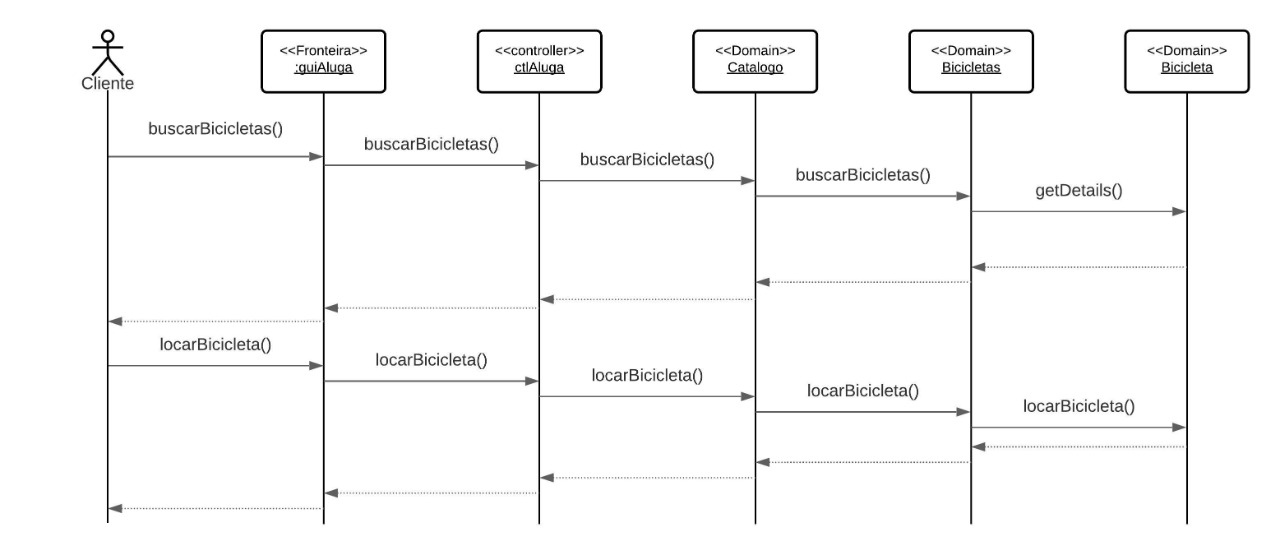 Cliente
<<Fronteira>>
:guiAluga
<<controller>>
ctlAluga
<<Domain>>
Catalogo
<<Domain>>
Bicicletas
<<Domain>>
Bicicleta
buscarBicicletas()
buscarBicicletas()
buscarBicicletas()
buscarBicicletas()
getDetails()
locarBicicleta()
locarBicicleta()
locarBicicleta()
locarBicicleta()
locarBicicleta()